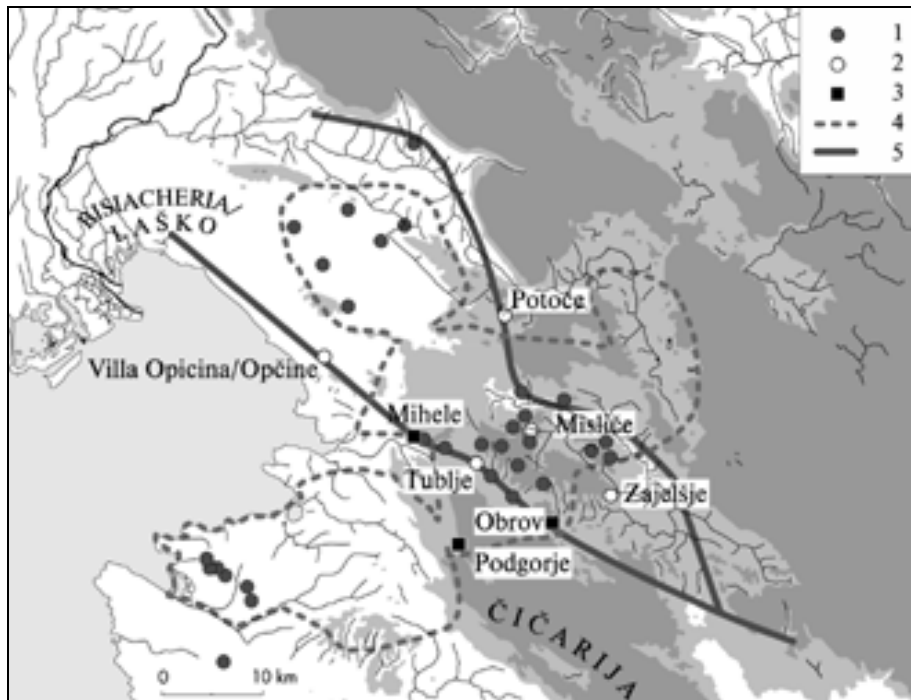 1
2
3
4
5
BISIACHERIA/
LAŠKO
Potoče
Villa Opicina/Opčine
Mihele
Misliče
Tublje
Zajelšje
Obrov
Podgorje
ČIČARIJA
0 10 km